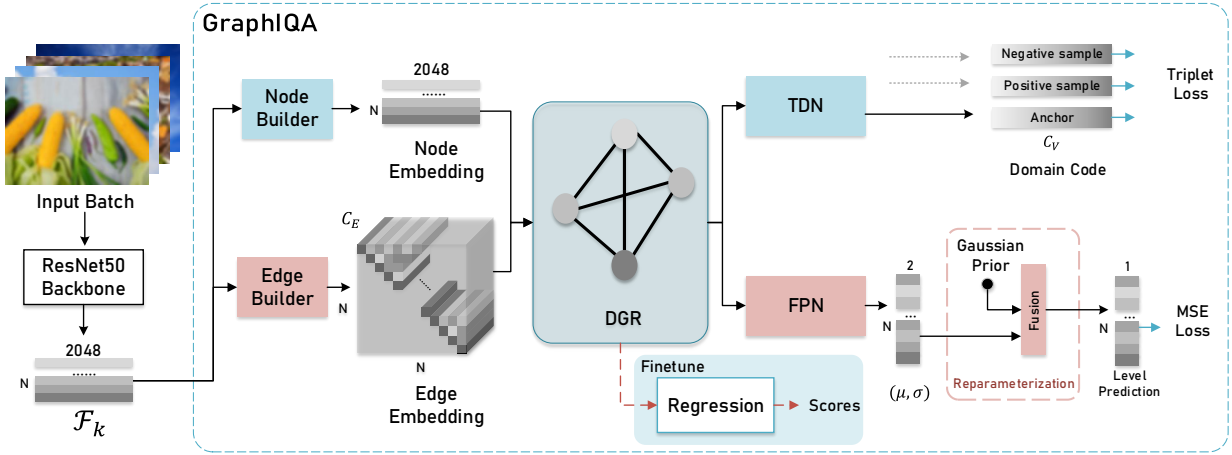 GraphIQA
Input Batch
ResNet50
Backbone
2048
......
N
𝓕k
Node
Builder
2048
......
N
Node
Embedding
Edge
Builder
C_E
......
N
N
Edge
Embedding
DGR
TDN
Negative sample
Positive sample
Anchor
C_V
Domain Code
Triplet
Loss
FPN
2
...
N
(μ, σ)
Gaussian
Prior
Fusion
Reparameterization
1
...
N
Level
Prediction
MSE
Loss
Finetune
Regression
Scores